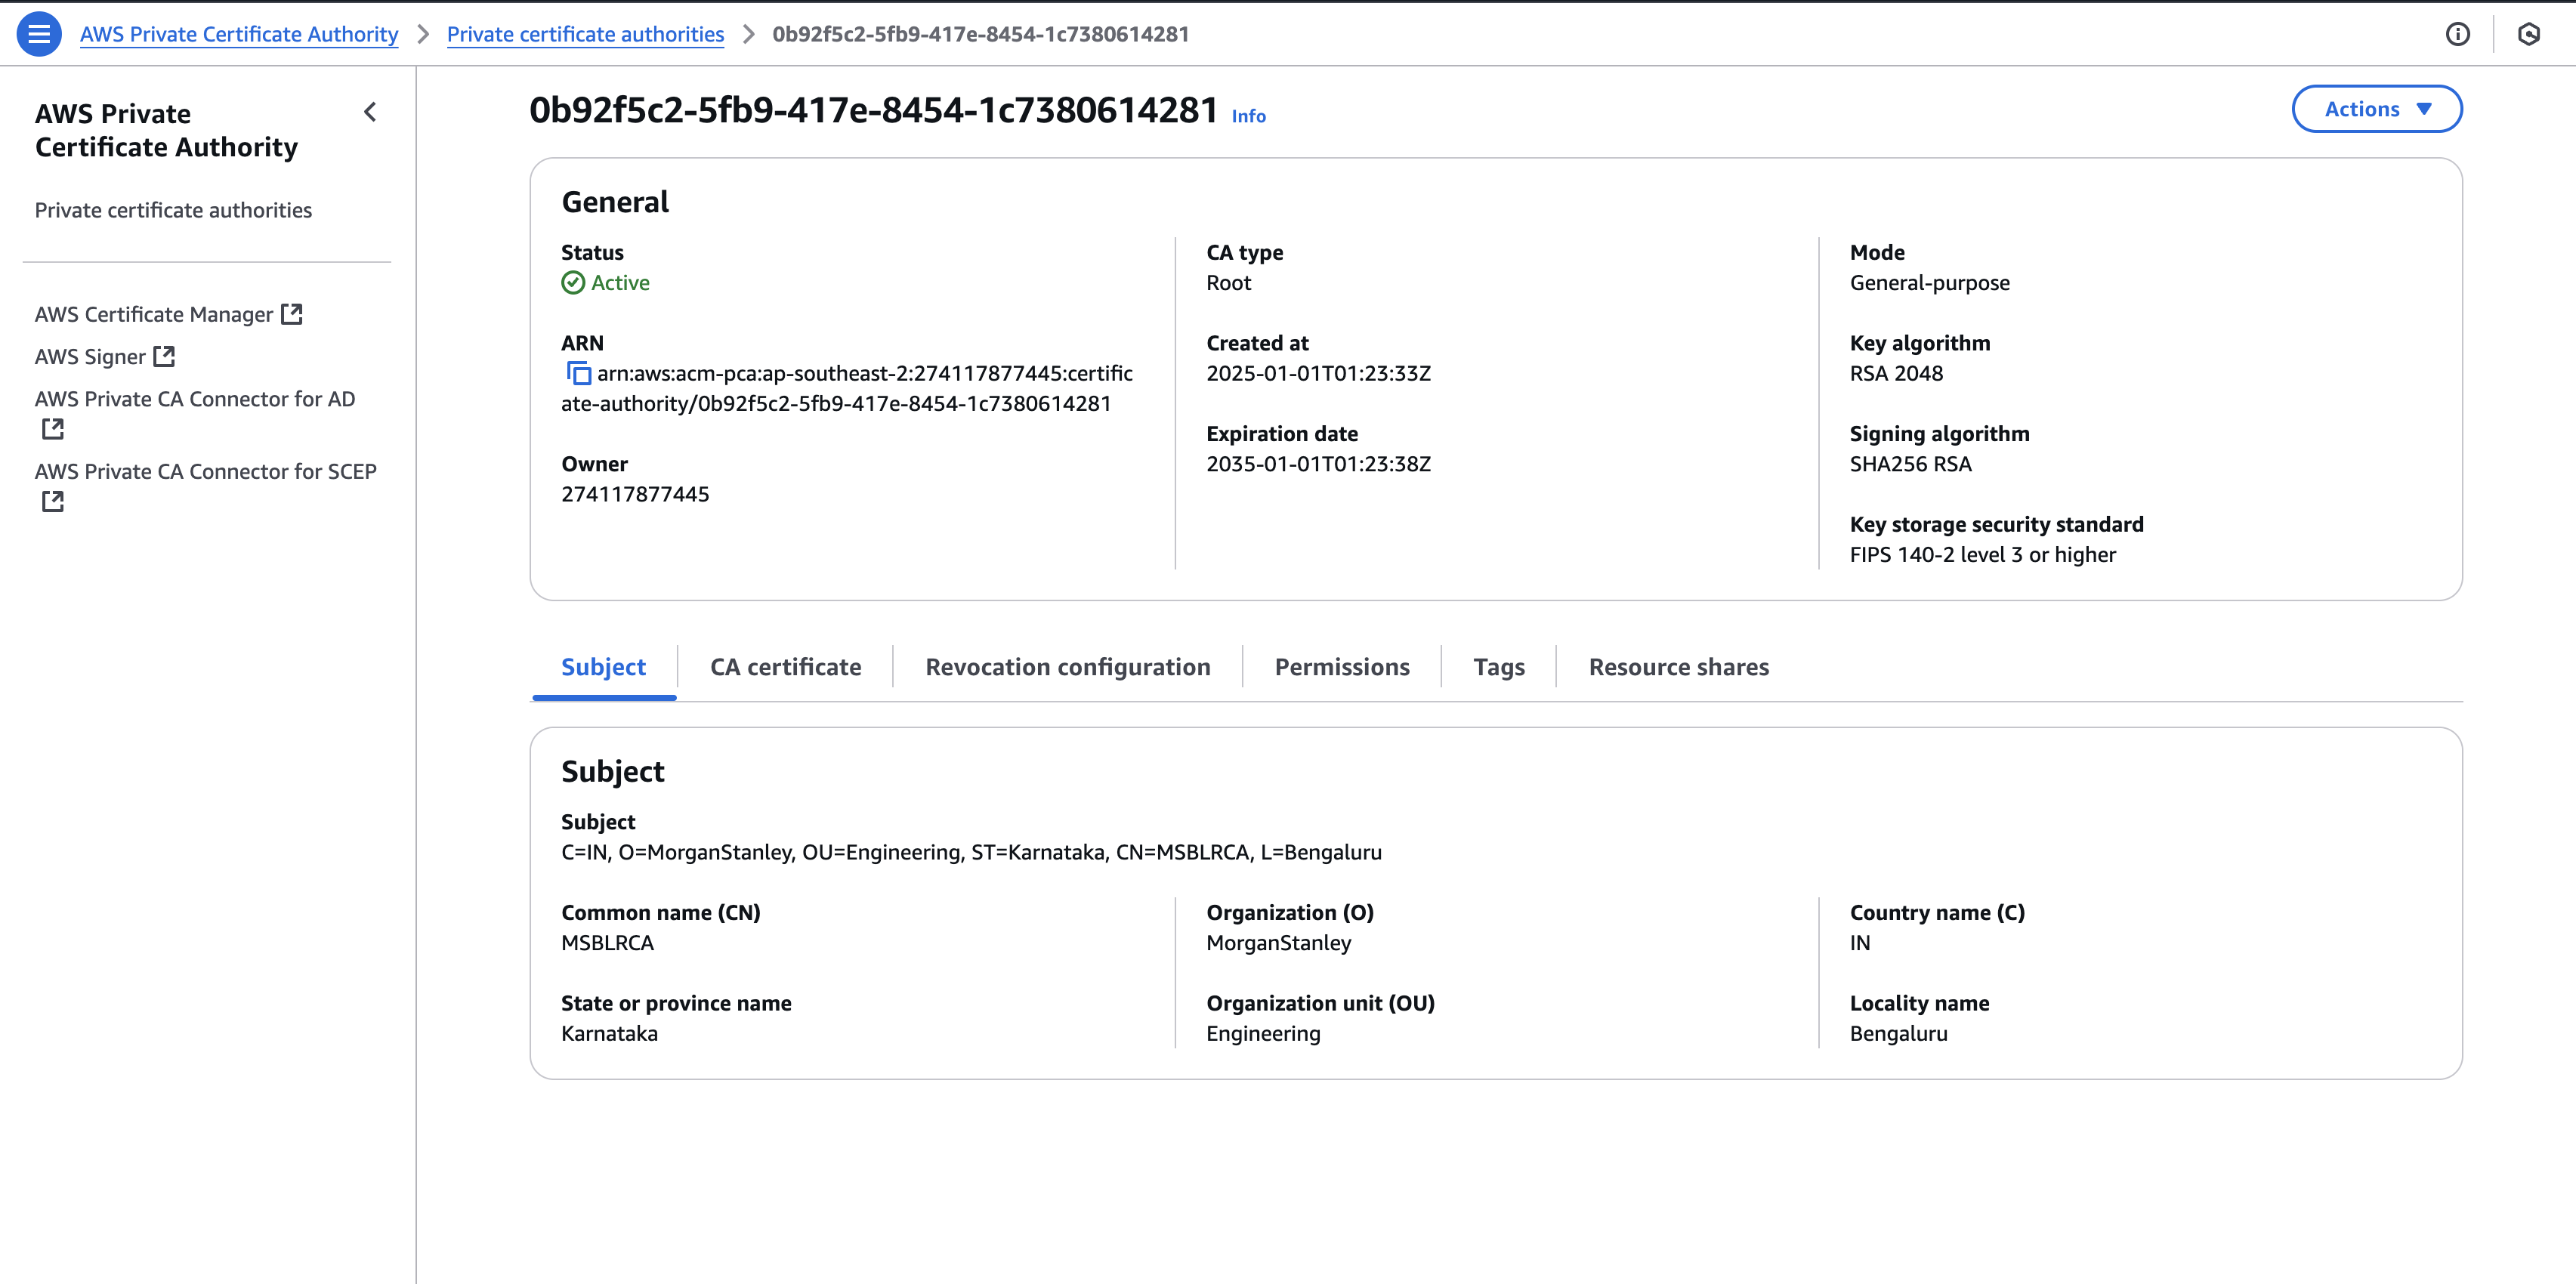 AWS Private Certificate Authority > Private certificate authorities > 0b92f5c2-5fb9-417e-8454-1c7380614281
AWS Private
Certificate Authority
Private certificate authorities
AWS Certificate Manager
AWS Signer
AWS Private CA Connector for AD
AWS Private CA Connector for SCEP
0b92f5c2-5fb9-417e-8454-1c7380614281 Info
Actions
General
Status
Active
ARN
arn:aws:acm-pca:ap-southeast-2:274117877445:certific
ate-authority/0b92f5c2-5fb9-417e-8454-1c7380614281
Owner
274117877445
CA type
Root
Created at
2025-01-01T01:23:33Z
Expiration date
2035-01-01T01:23:38Z
Mode
General-purpose
Key algorithm
RSA 2048
Signing algorithm
SHA256 RSA
Key storage security standard
FIPS 140-2 level 3 or higher
Subject CA certificate Revocation configuration Permissions Tags Resource shares
Subject
Subject
C=IN, O=MorganStanley, OU=Engineering, ST=Karnataka, CN=MSBLRCA, L=Bengaluru
Common name (CN)
MSBLRCA
State or province name
Karnataka
Organization (O)
MorganStanley
Organization unit (OU)
Engineering
Country name (C)
IN
Locality name
Bengaluru